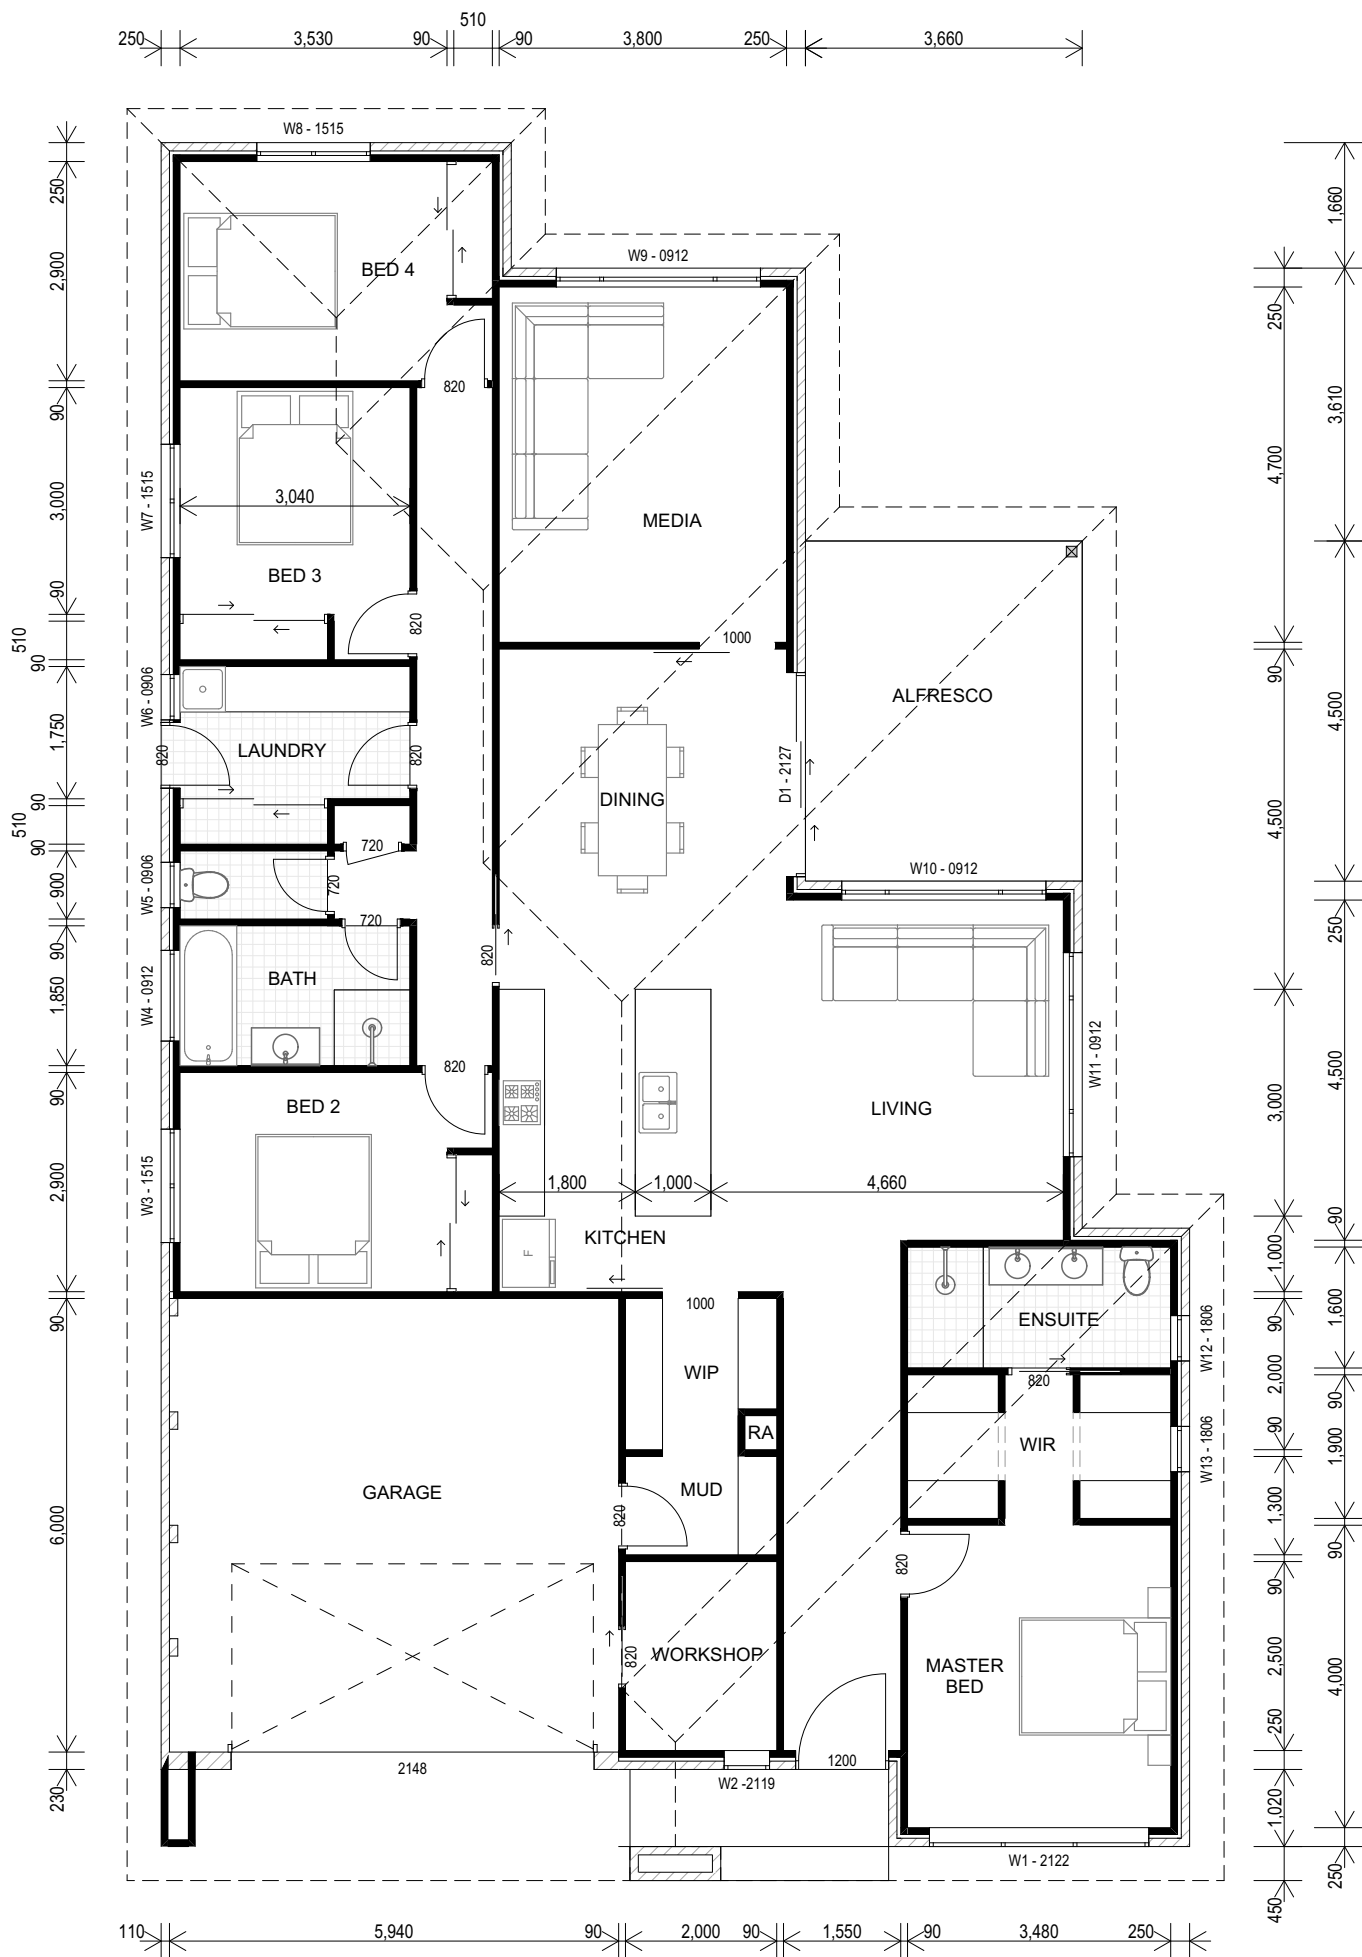 510
250 3,530 90 90 3,800 250 3,660
W8 - 1515
250
2,900
90
3,000
90
510
90
1,750
90
510
90
900
90
1,850
90
2,900
90
6,000
230
BED 4
820
W9 - 0912
MEDIA
1000
W7 - 1515
3,040
BED 3
820
W6 - 0906
820
LAUNDRY
820
720
W5 - 0906
720
720
W4 - 0912
BATH
820
820
W3 - 1515
BED 2
DINING
D1 - 2127
ALFRESCO
W10 - 0912
W11 - 0912
LIVING
1,800 1,000 4,660
KITCHEN
F
1000
WIP
RA
MUD
820
GARAGE
2148
820
WORKSHOP
W2 -2119
1200
ENSUITE
W12 - 1806
820
WIR
W13 - 1806
820
MASTER
BED
W1 - 2122
250
4,700
90
4,500
250
3,000
1,000
90
2,000
90
1,300
90
2,500
250
1,020
450
1,660
3,610
4,500
4,500
90
1,600
90
1,900
90
4,000
250
110 5,940 90 2,000 90 1,550 90 3,480 250